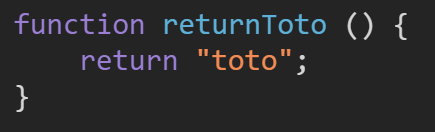 function returnToto () {
    return "toto";
}